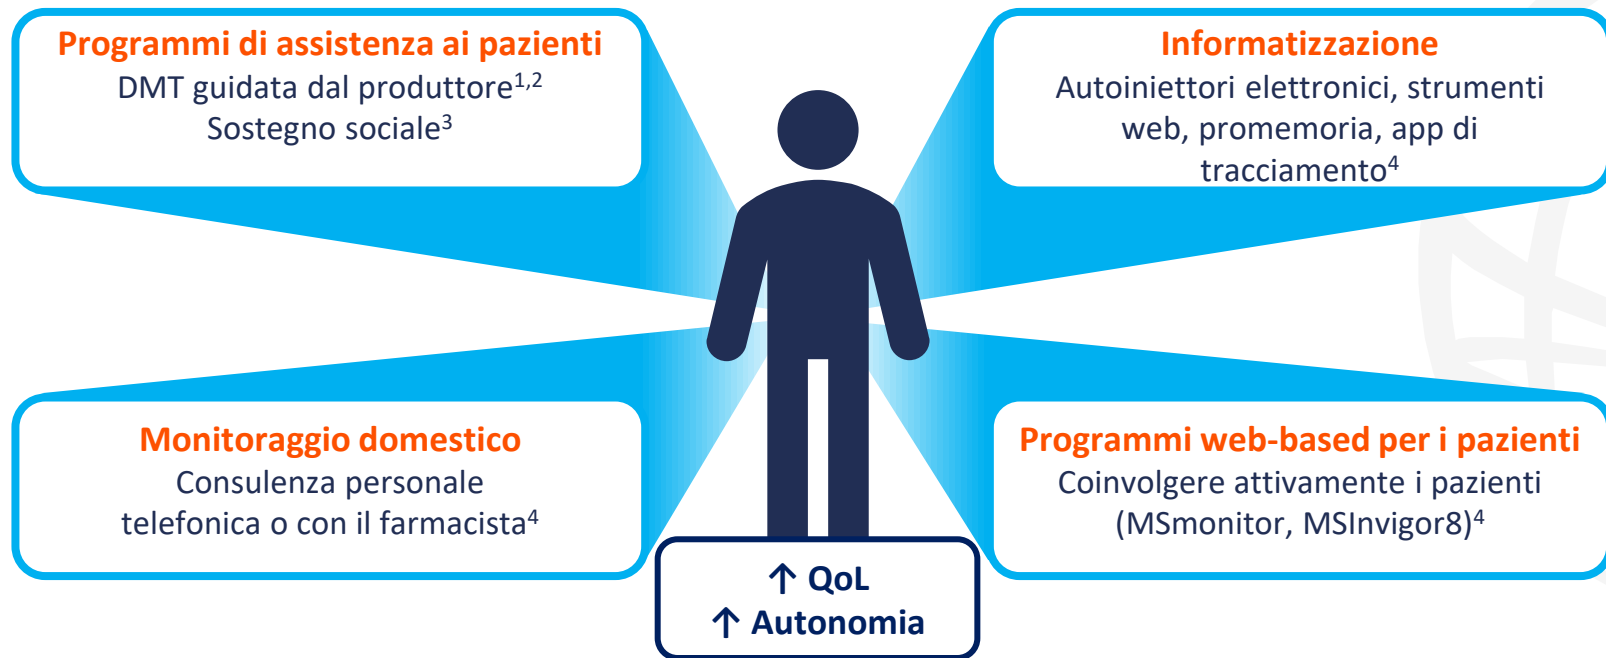 Programmi di assistenza ai pazienti
DMT guidata dal produttore1,2
Sostegno sociale3
Informatizzazione
Autoiniettori elettronici, strumenti
web, promemoria, app di
tracciamento4
Monitoraggio domestico
Consulenza personale
telefonica o con il farmacista4
Programmi web-based per i pazienti
Coinvolgere attivamente i pazienti
(MSmonitor, MSInvigor8)4
↑ QoL
↑ Autonomia